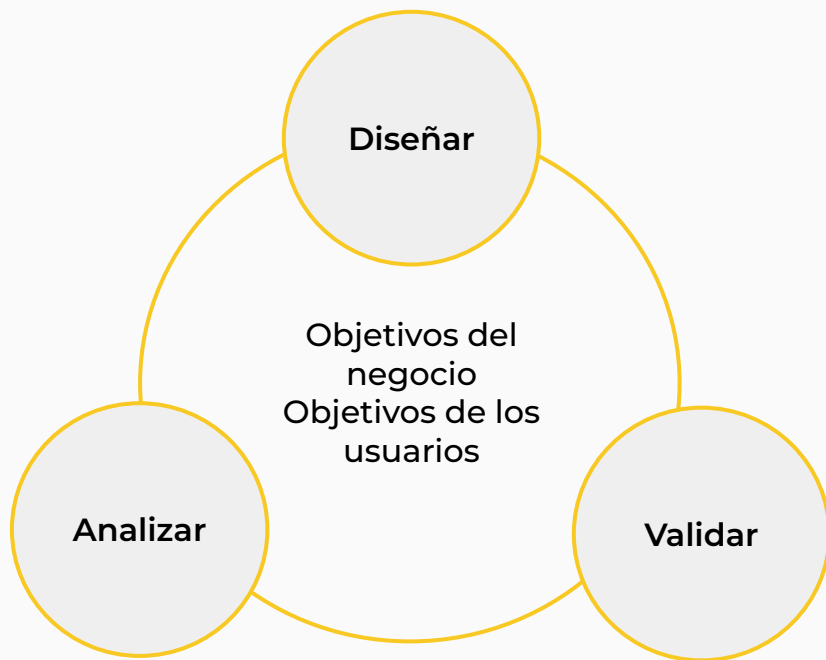 Diseñar
Objetivos del
negocio
Objetivos de los
usuarios
Analizar
Validar